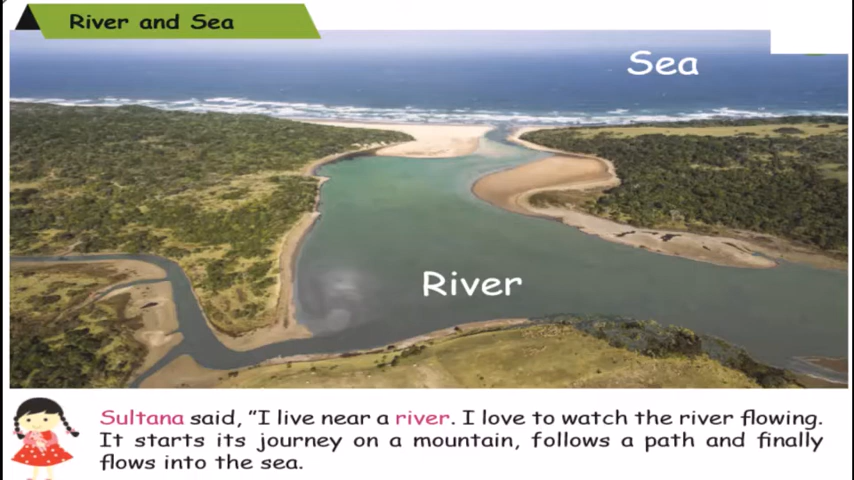 River and Sea
Sea
River
Sultana said, "I live near a river. I love to watch the river flowing.
It starts its journey on a mountain, follows a path and finally
flows into the sea.